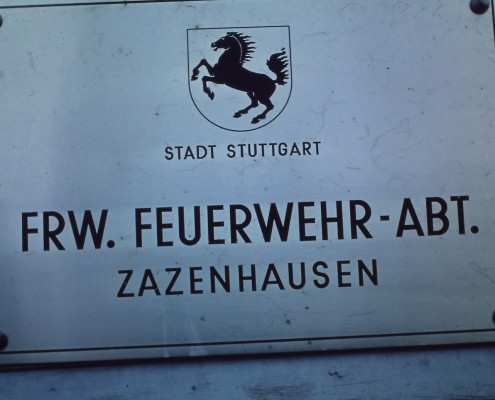 STADT STUTTGART
FRW. FEUERWEHR-ABT.
ZAZENHAUSEN